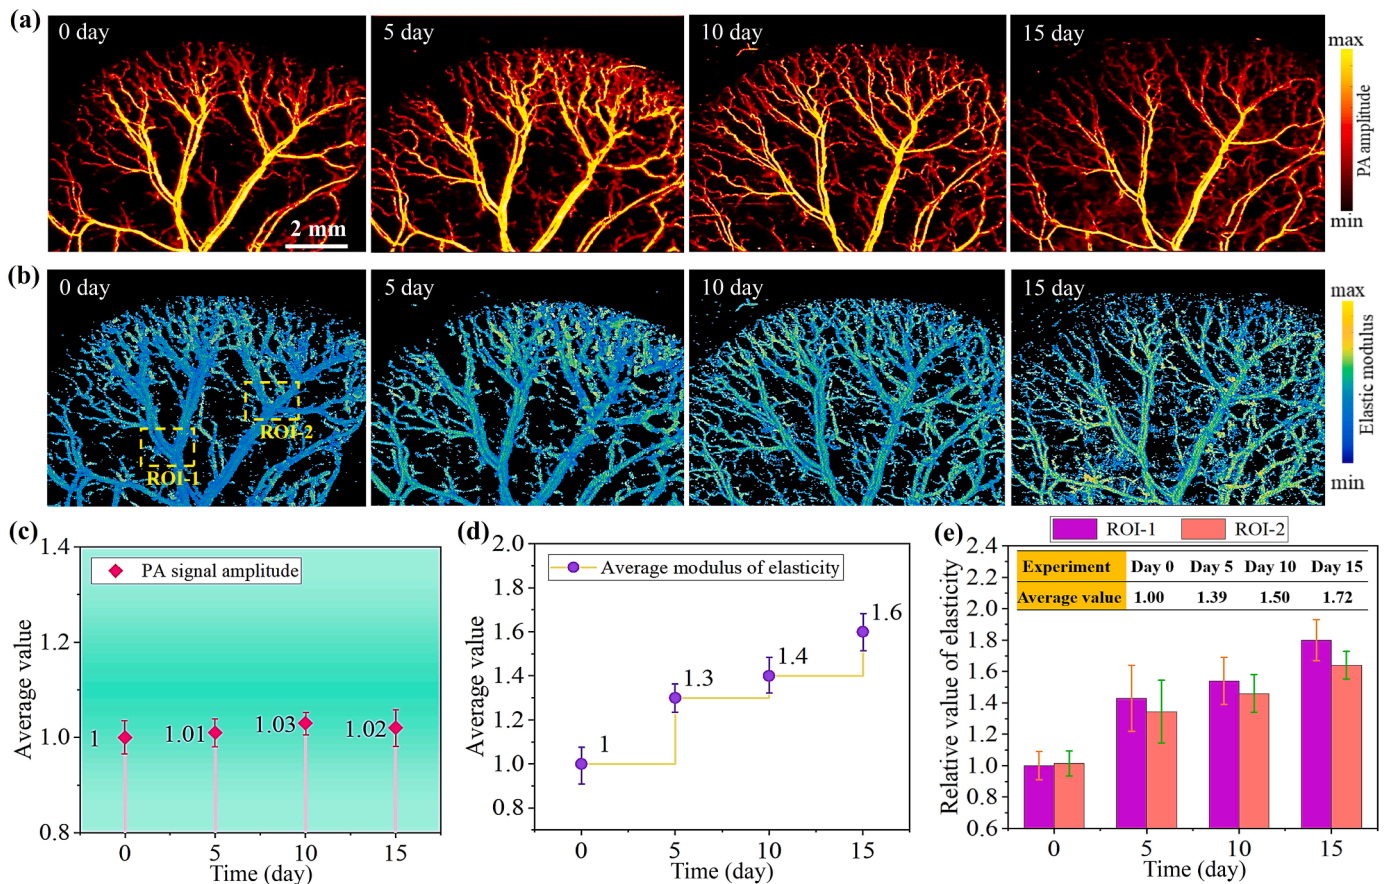 (a)
0 day
5 day
10 day
15 day
2 mm
max
PA amplitude
min
(b)
0 day
5 day
10 day
15 day
ROI-2
ROI-1
max
Elastic modulus
min
(c)
PA signal amplitude
Average value
1.4
1.2
1.0
0.8
1
1.01
1.03
1.02
0
5
10
15
Time (day)
(d)
Average modulus of elasticity
Average value
2.0
1.8
1.6
1.4
1.2
1.0
0.8
1
1.3
1.4
1.6
0
5
10
15
Time (day)
(e)
ROI-1
ROI-2
Relative value of elasticity
2.4
2.2
2.0
1.8
1.6
1.4
1.2
1.0
0.8
0.6
Experiment Day 0 Day 5 Day 10 Day 15
Average value 1.00 1.39 1.50 1.72
0
5
10
15
Time (day)